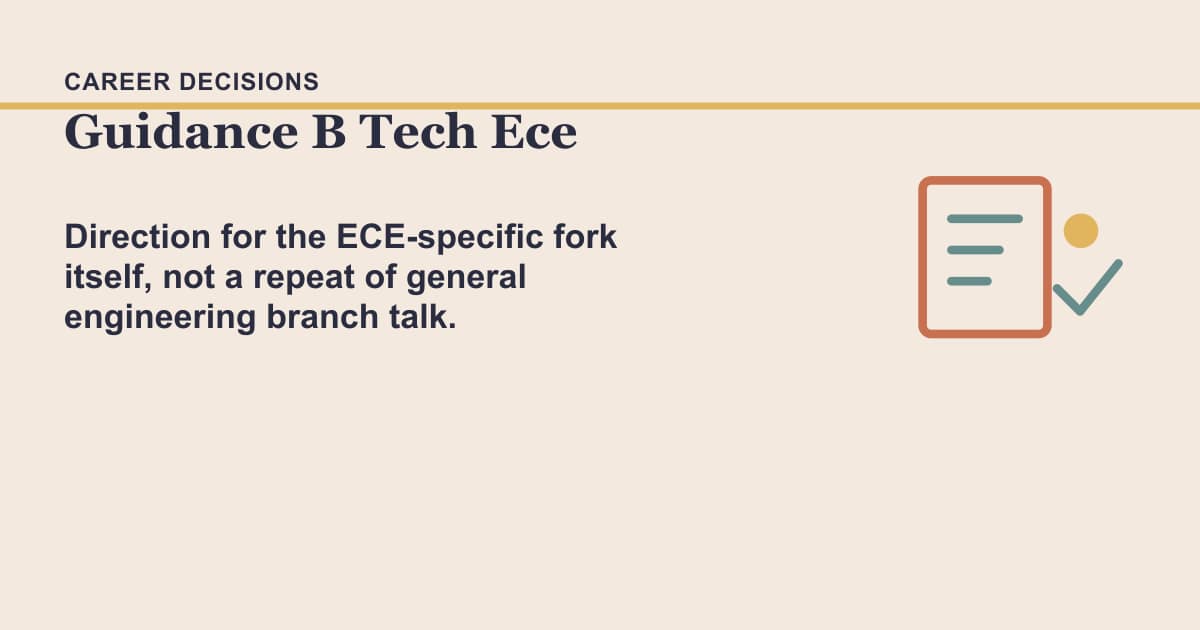 CAREER DECISIONS
Guidance B Tech Ece
Direction for the ECE-specific fork
itself, not a repeat of general
engineering branch talk.